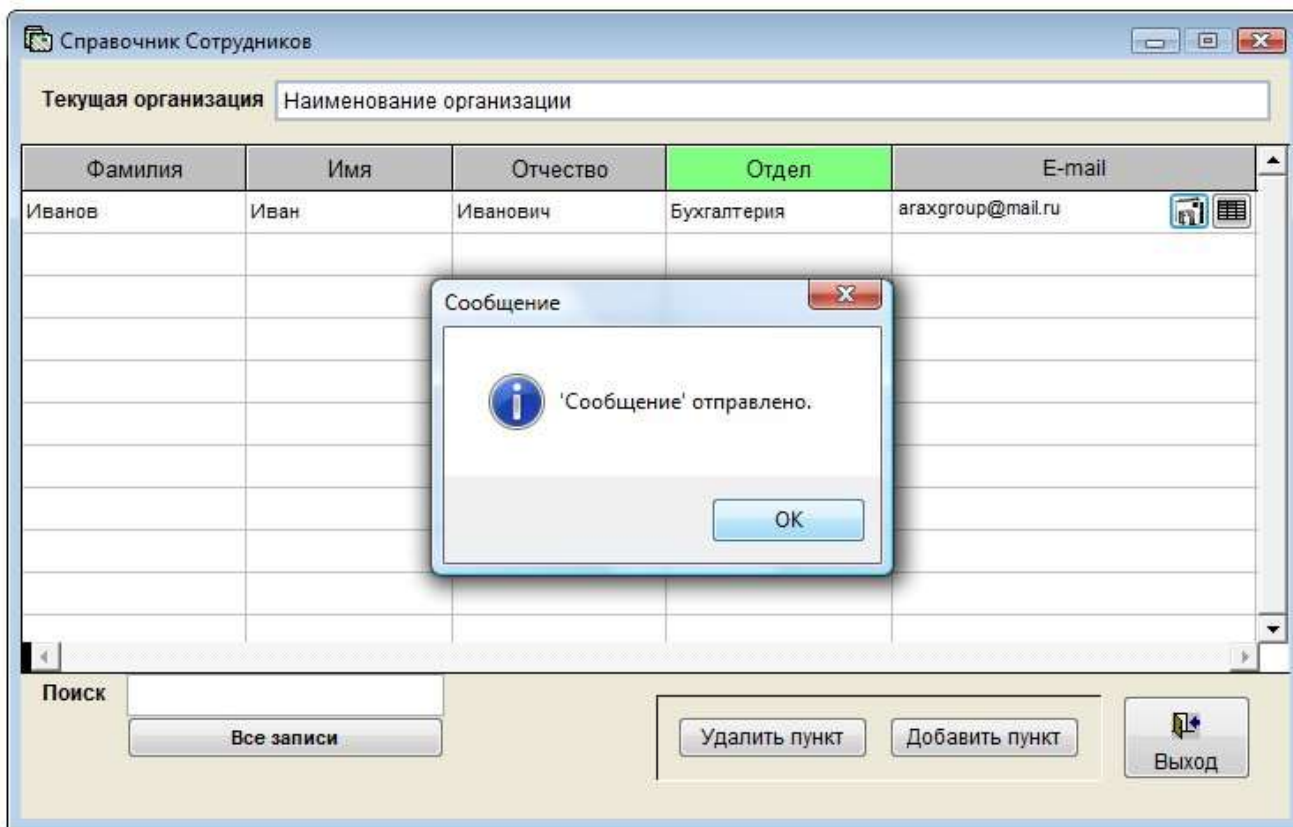 Справочник Сотрудников
Текущая организация Наименование организации
Фамилия Имя Отчество Отдел E-mail
Иванов Иван Иванович Бухгалтерия araxgroup@mail.ru
Сообщение
'Сообщение' отправлено.
OK
Поиск
Все записи Удалить пункт Добавить пункт
Выход